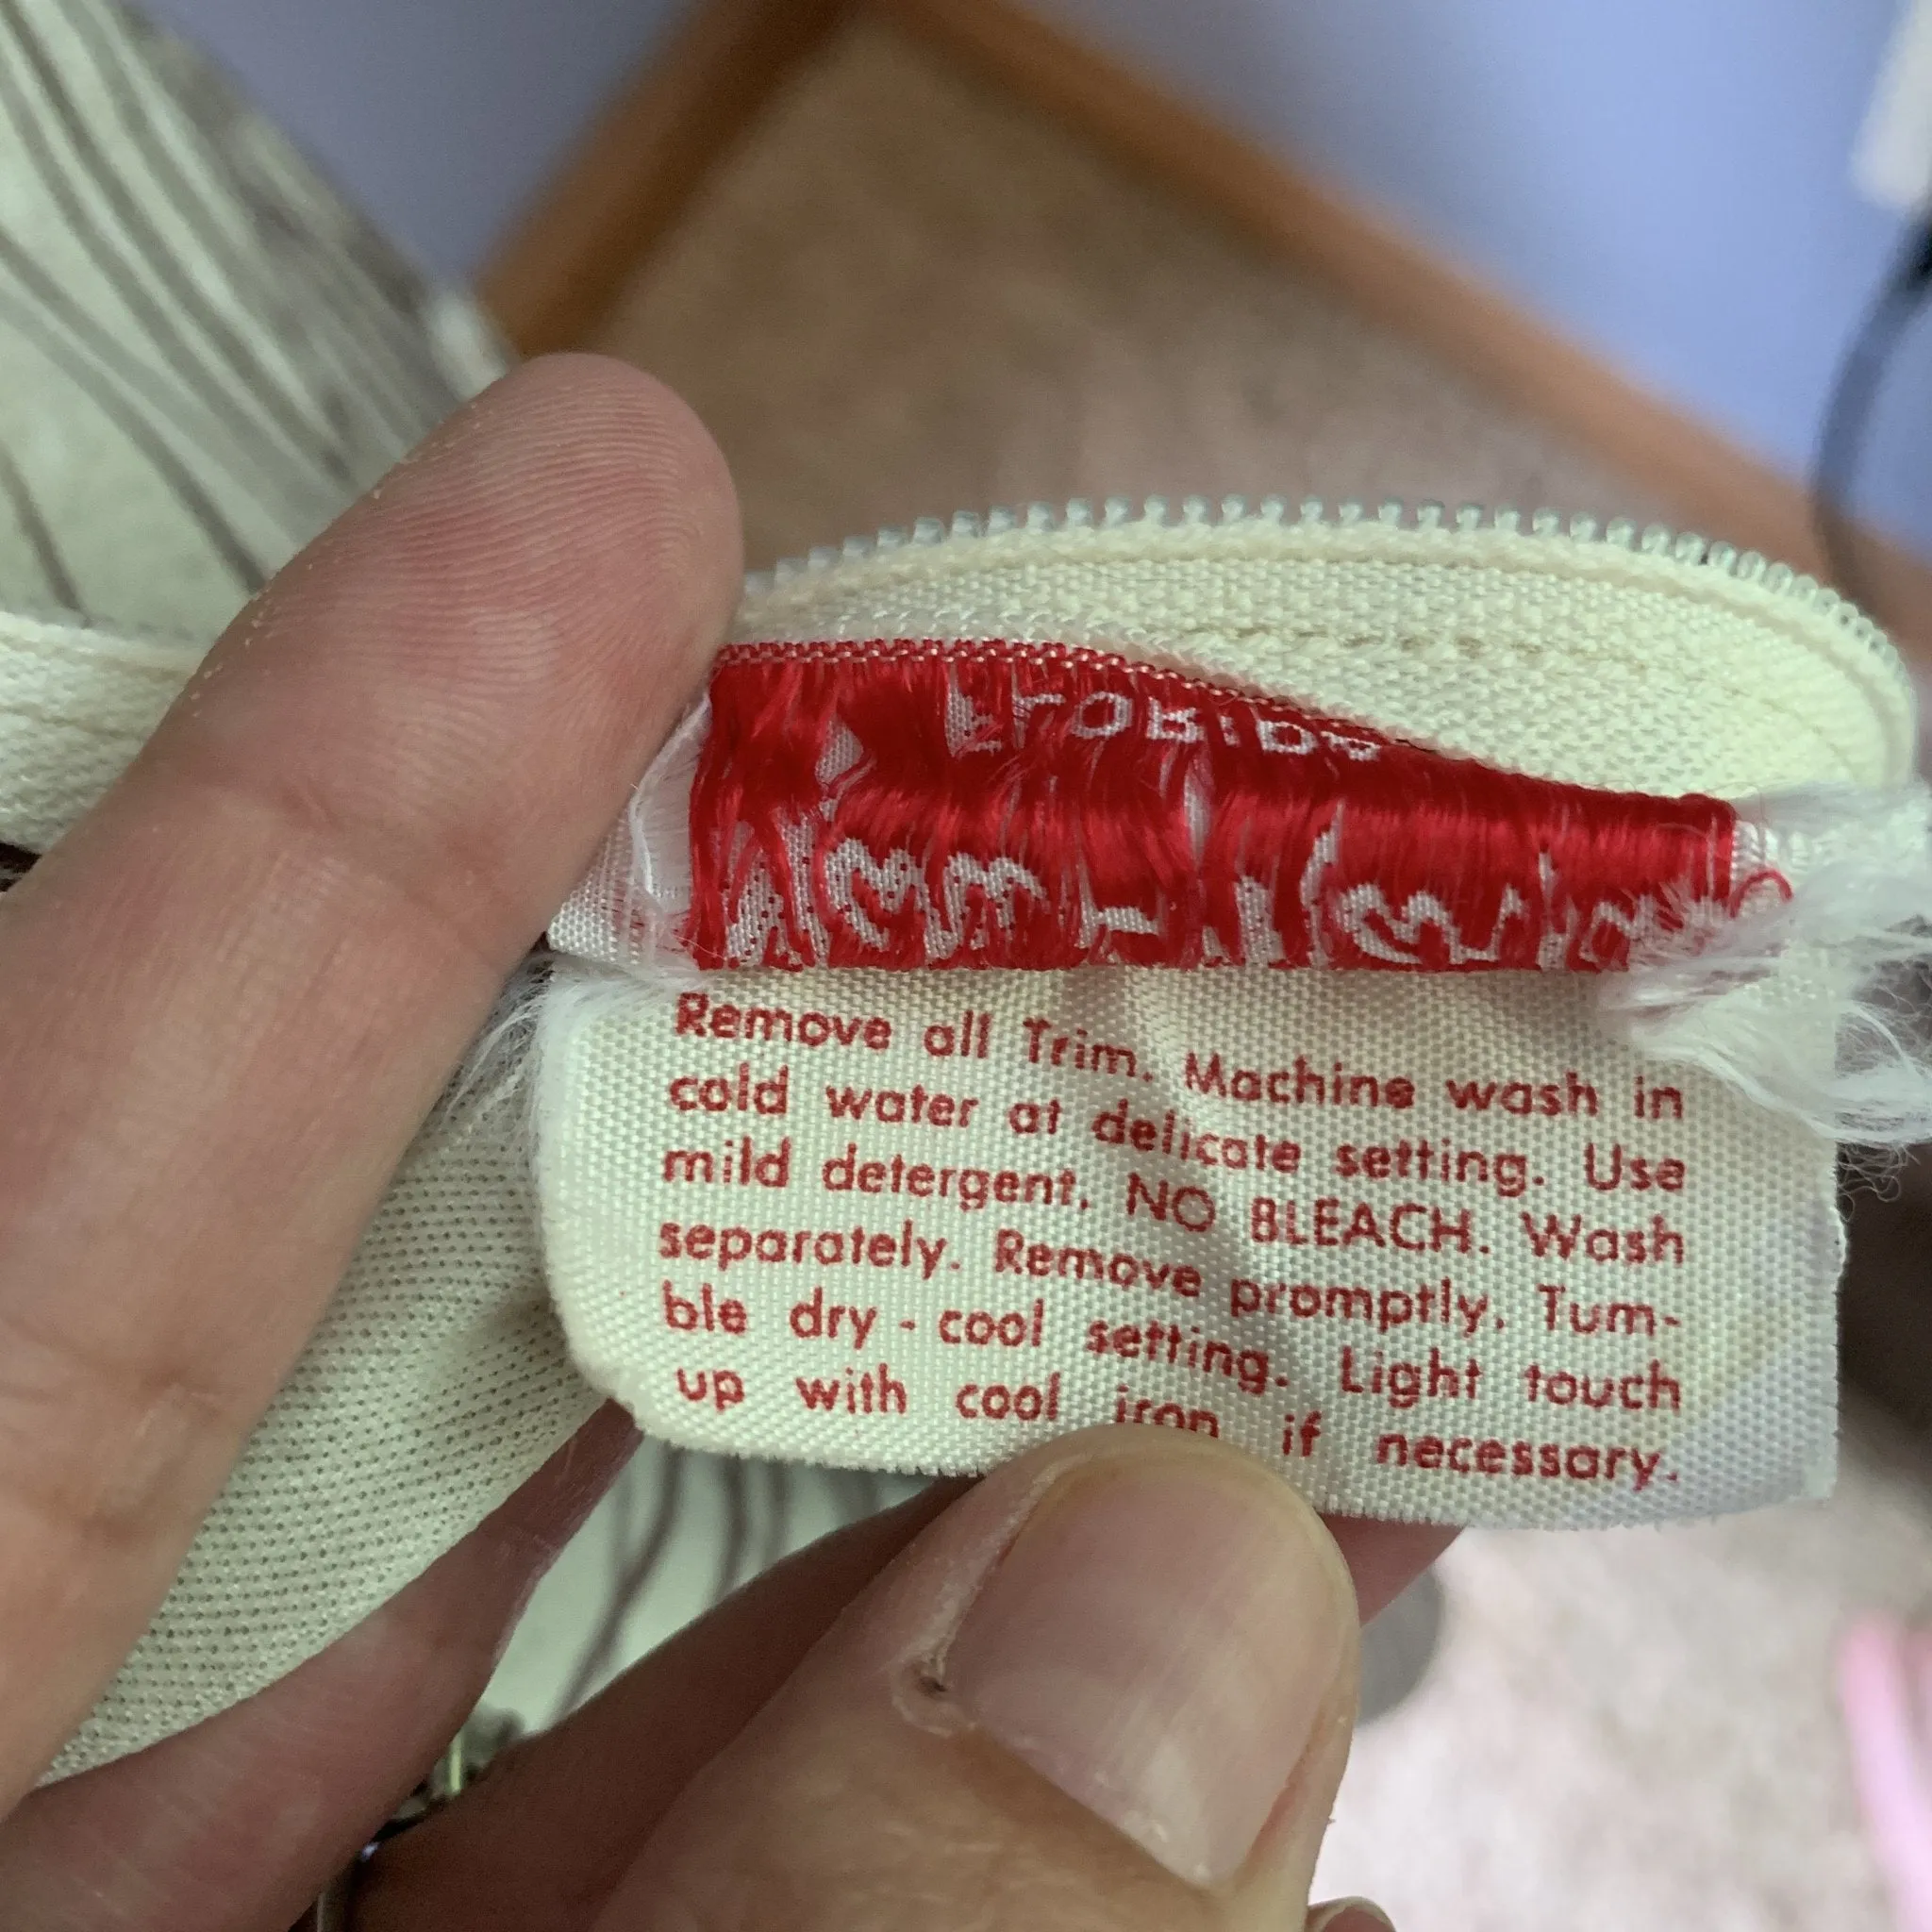 FLORIDA
Remove all Trim. Machine wash in
cold water at delicate setting. Use
mild detergent. NO BLEACH. Wash
separately. Remove promptly. Tum-
ble dry - cool setting. Light touch
up with cool iron if necessary.